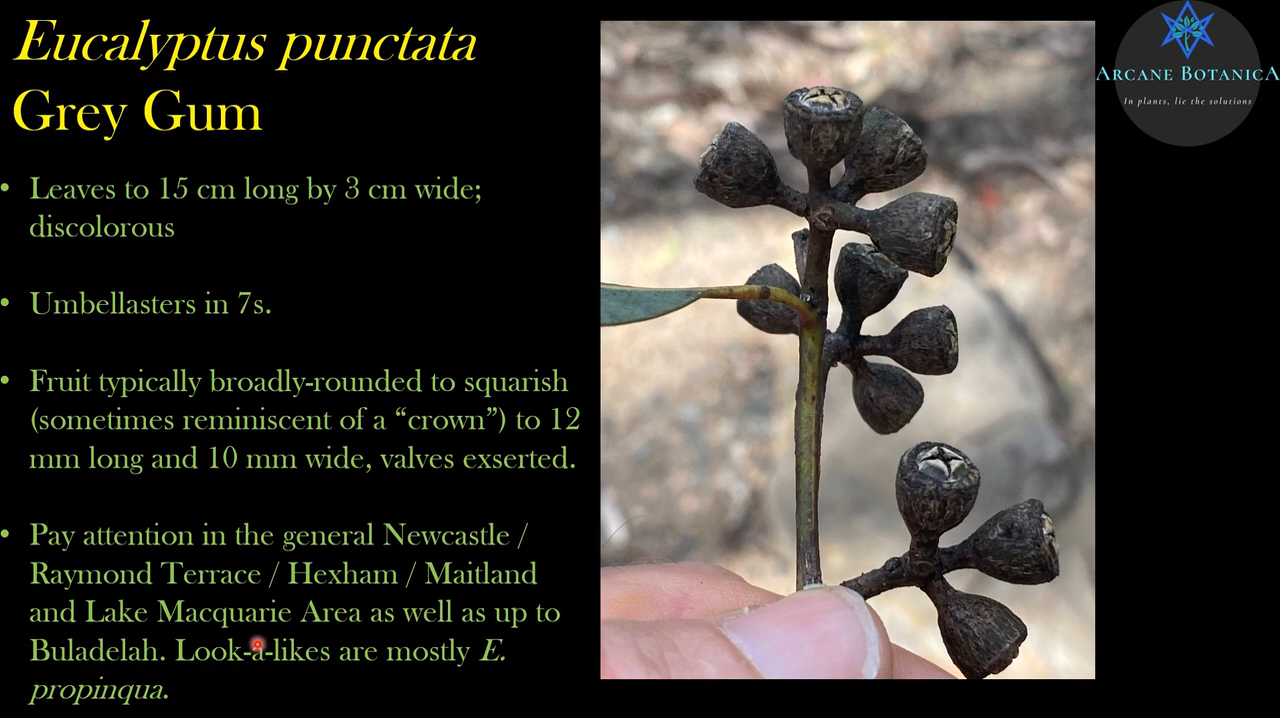 Eucalyptus punctata
Grey Gum
ARCANE BOTANICA
In plants, lie the solutions
• Leaves to 15 cm long by 3 cm wide;
discolorous
• Umbellasters in 7s.
• Fruit typically broadly-rounded to squarish
(sometimes reminiscent of a “crown”) to 12
mm long and 10 mm wide, valves exserted.
• Pay attention in the general Newcastle /
Raymond Terrace / Hexham / Maitland
and Lake Macquarie Area as well as up to
Buladelah. Look-a-likes are mostly E.
propinqua.